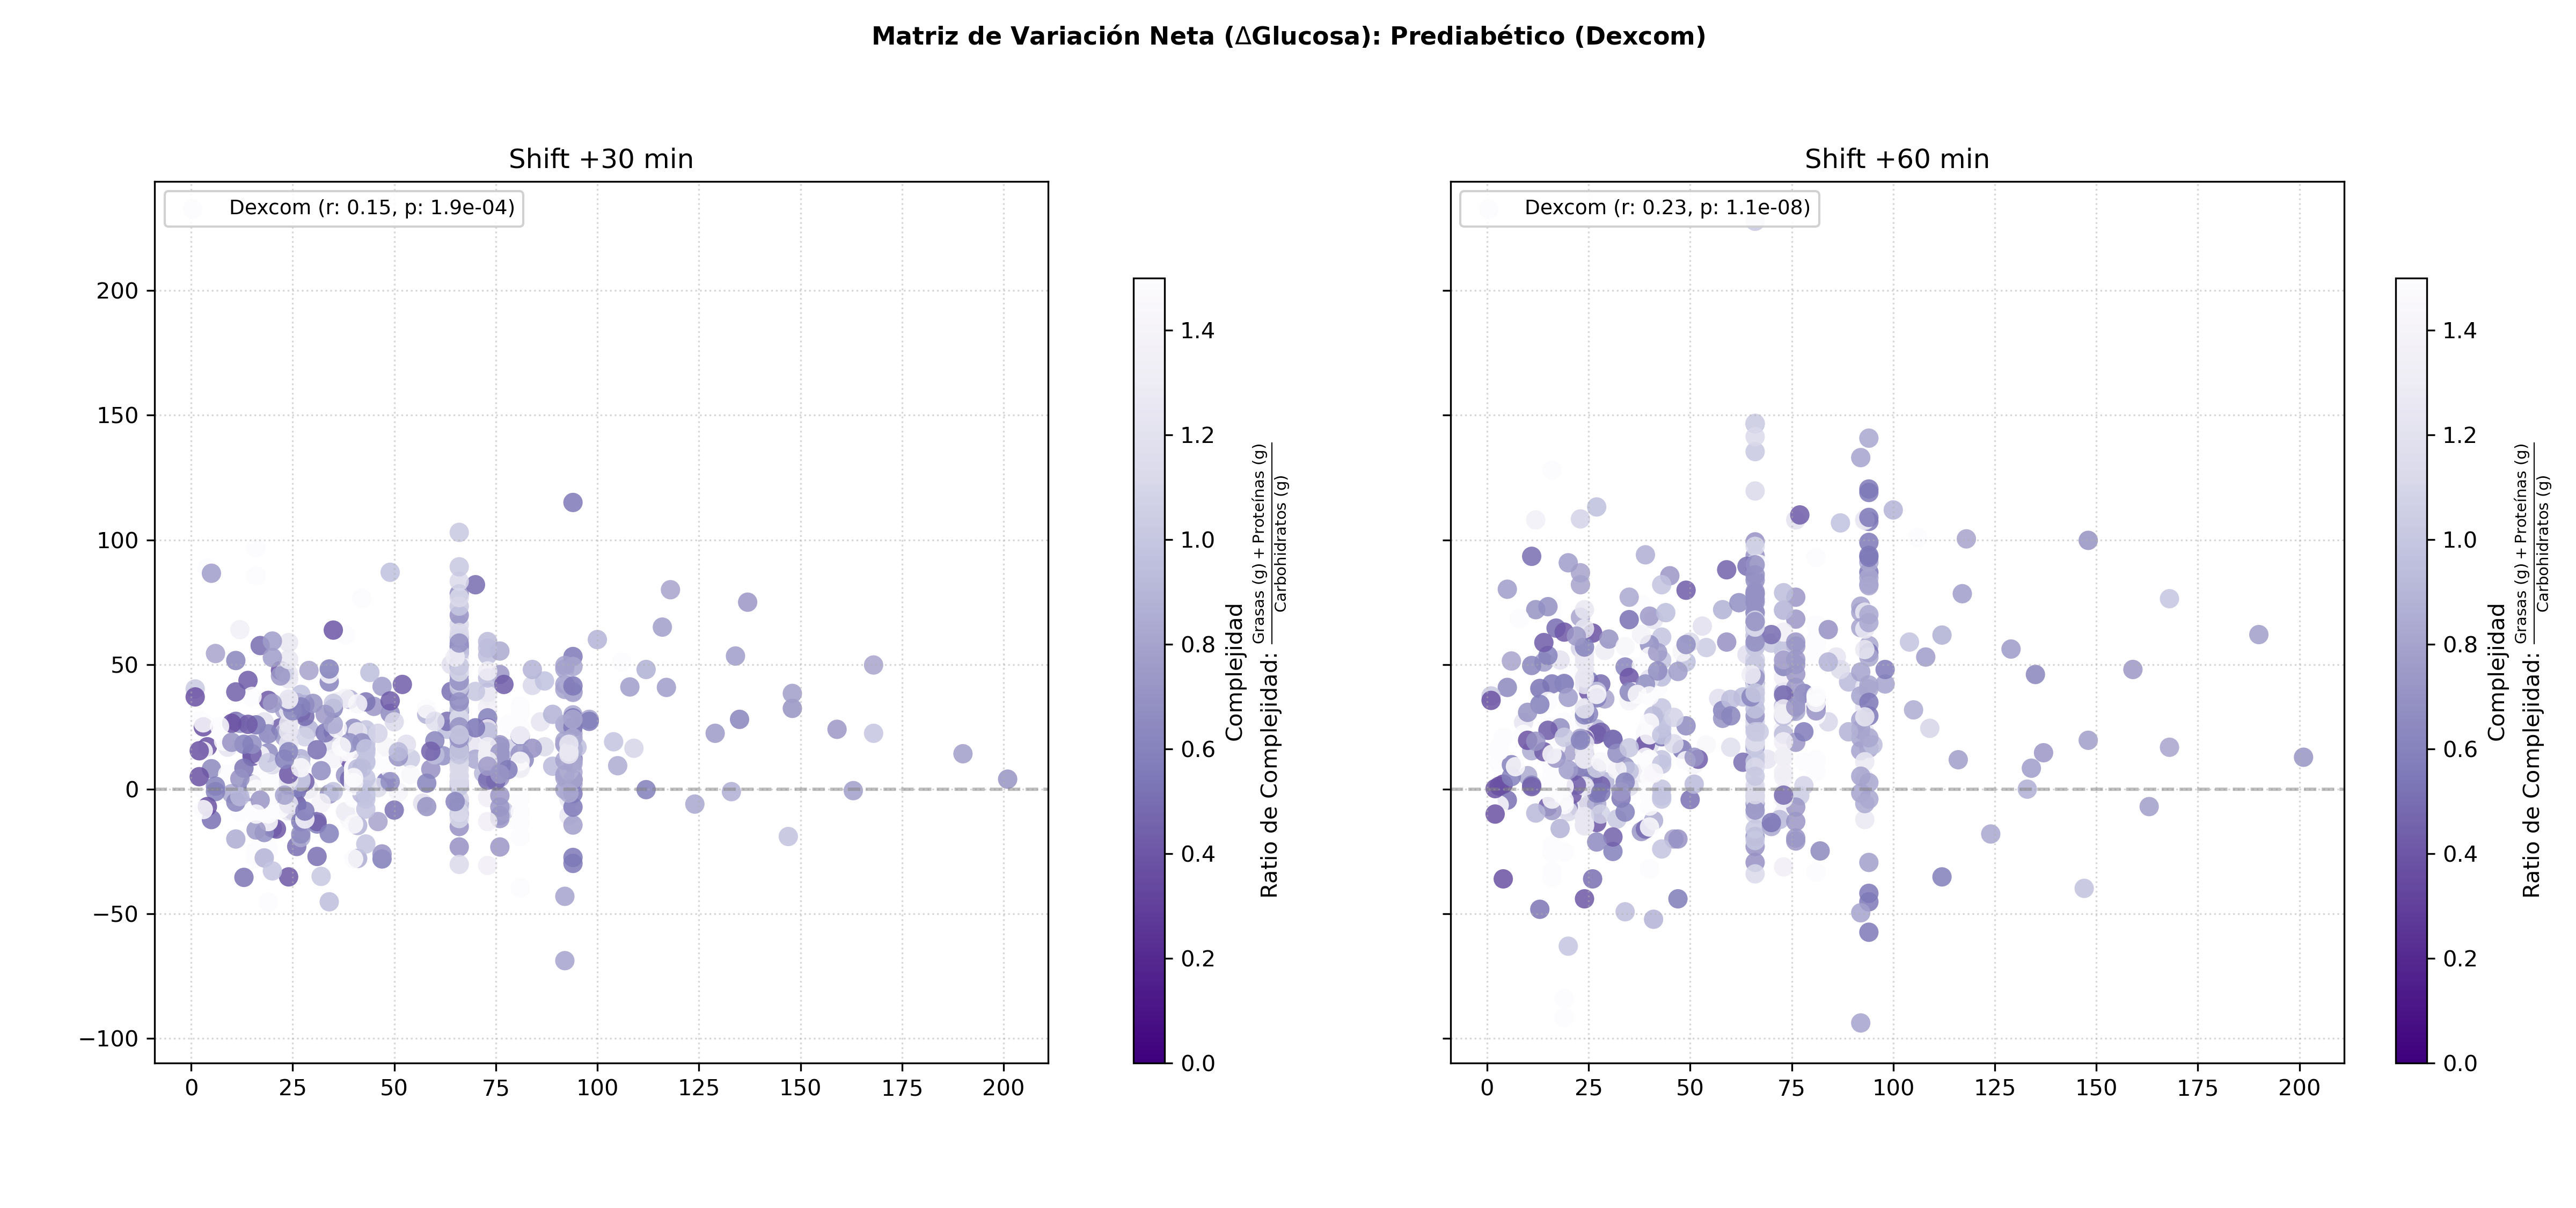 Matriz de Variación Neta (ΔGlucosa): Prediabético (Dexcom)
Shift +30 min
Dexcom (r: 0.15, p: 1.9e-04)
200
150
100
50
0
−50
−100
0 25 50 75 100 125 150 175 200
1.4
1.2
1.0
0.8
0.6
0.4
0.2
0.0
Complejidad
Ratio de Complejidad: Grasas (g) + Proteínas (g)
Carbohidratos (g)
Shift +60 min
Dexcom (r: 0.23, p: 1.1e-08)
0 25 50 75 100 125 150 175 200
1.4
1.2
1.0
0.8
0.6
0.4
0.2
0.0
Complejidad
Ratio de Complejidad: Grasas (g) + Proteínas (g)
Carbohidratos (g)